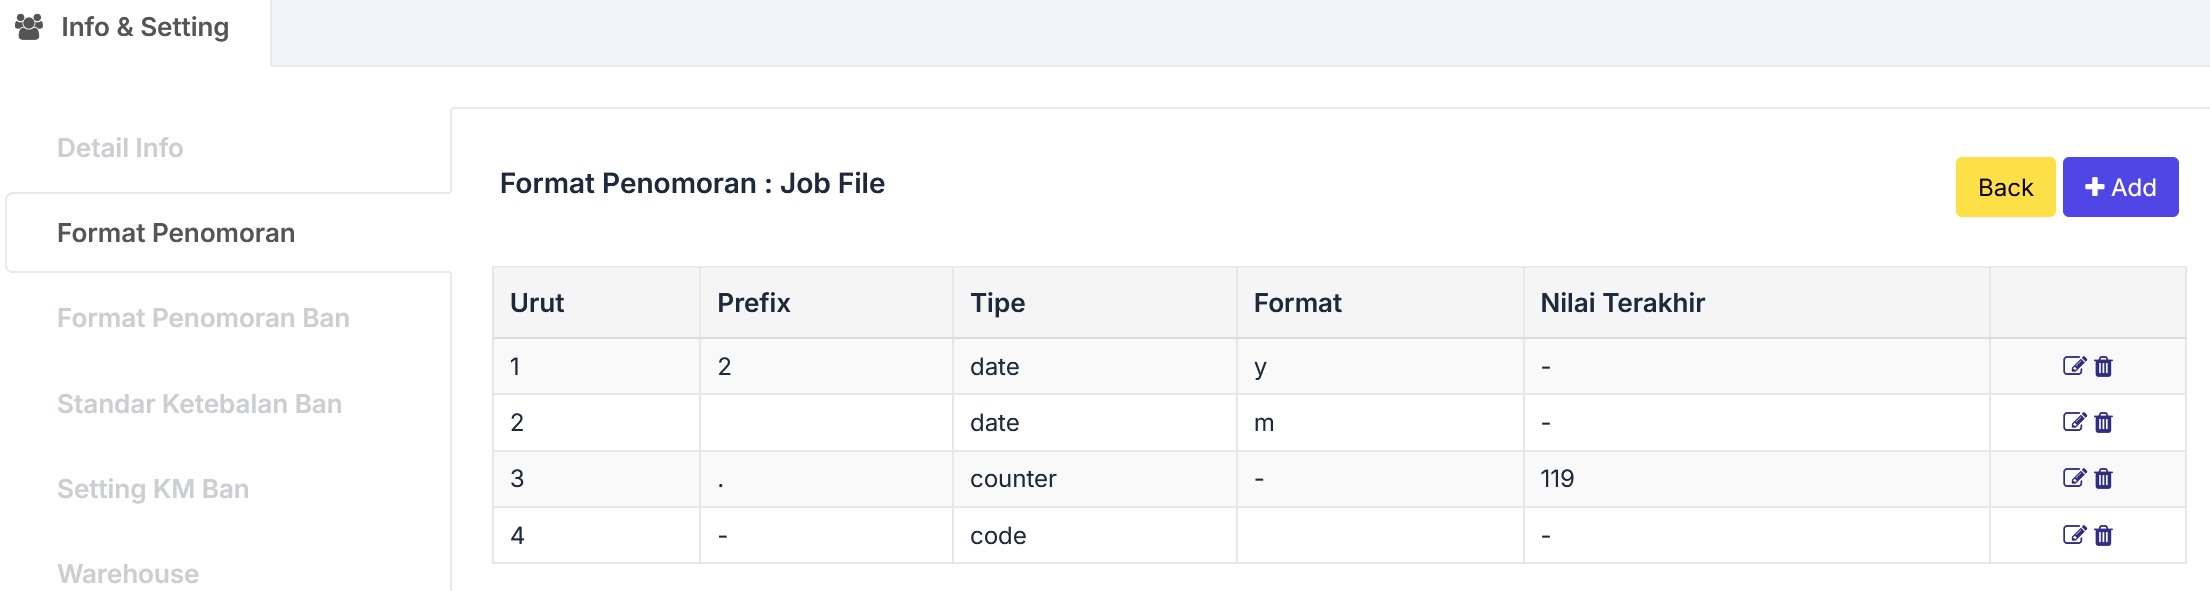 Info & Setting
Detail Info
Format Penomoran
Format Penomoran Ban
Standar Ketebalan Ban
Setting KM Ban
Warehouse
Format Penomoran : Job File
Back
Add
Urut Prefix Tipe Format Nilai Terakhir
1 2 date y -
2 date m -
3 . counter - 119
4 - code -